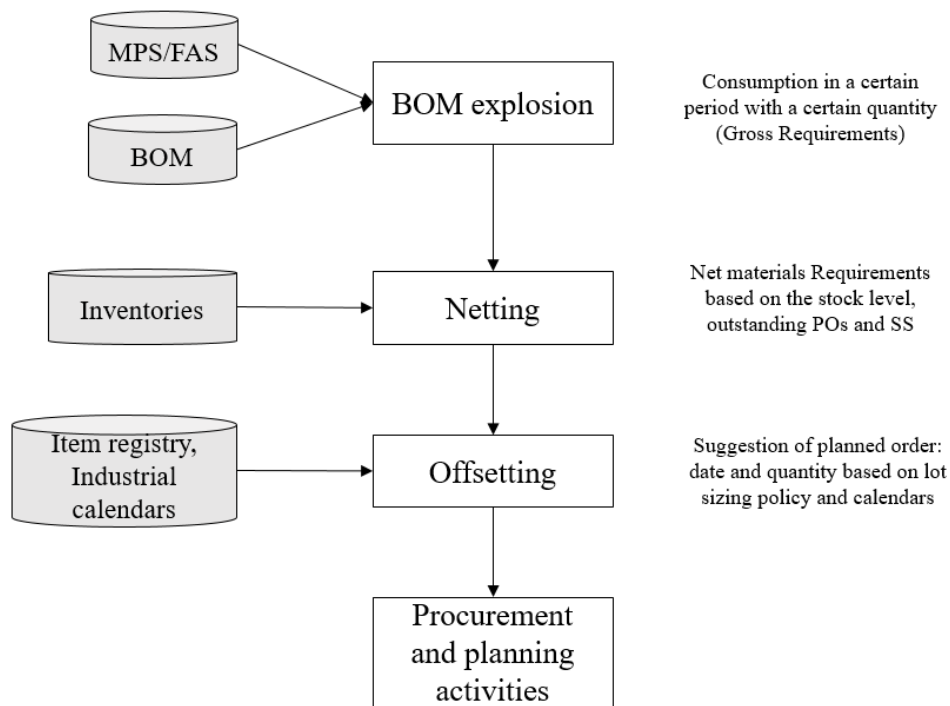 MPS/FAS
BOM
BOM explosion
Consumption in a certain
period with a certain quantity
(Gross Requirements)
Inventories
Netting
Net materials Requirements
based on the stock level,
outstanding POs and SS
Item registry,
Industrial
calendars
Offsetting
Suggestion of planned order:
date and quantity based on lot
sizing policy and calendars
Procurement
and planning
activities